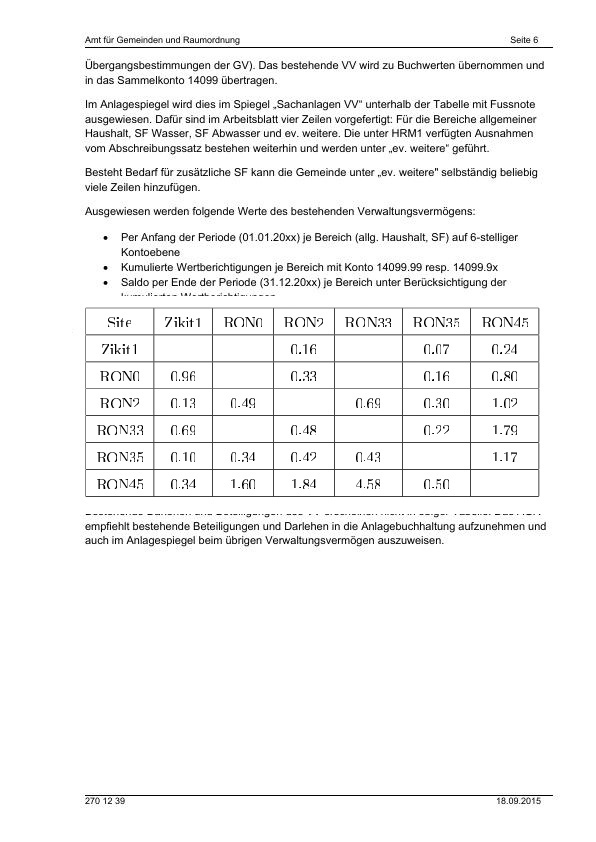 Amt für Gemeinden und Raumordnung Seite 6
Übergangsbestimmungen der GV). Das bestehende VV wird zu Buchwerten übernommen und
in das Sammelkonto 14099 übertragen.
Im Anlagespiegel wird dies im Spiegel „Sachanlagen VV“ unterhalb der Tabelle mit Fussnote
ausgewiesen. Dafür sind im Arbeitsblatt vier Zeilen vorgefertigt: Für die Bereiche allgemeiner
Haushalt, SF Wasser, SF Abwasser und ev. weitere. Die unter HRM1 verfügten Ausnahmen
vom Abschreibungssatz bestehen weiterhin und werden unter „ev. weitere“ geführt.
Besteht Bedarf für zusätzliche SF kann die Gemeinde unter „ev. weitere" selbständig beliebig
viele Zeilen hinzufügen.
Ausgewiesen werden folgende Werte des bestehenden Verwaltungsvermögens:
• Per Anfang der Periode (01.01.20xx) je Bereich (allg. Haushalt, SF) auf 6-stelliger
Kontoebene
• Kumulierte Wertberichtigungen je Bereich mit Konto 14099.99 resp. 14099.9x
• Saldo per Ende der Periode (31.12.20xx) je Bereich unter Berücksichtigung der
kumulierten Wertberichtigungen
Site Zikit1 RON0 RON2 RON33 RON35 RON45
Zikit1 0.16 0.07 0.24
RON0 0.96 0.33 0.16 0.80
RON2 0.13 0.49 0.69 0.30 1.02
RON33 0.69 0.48 0.22 1.79
RON35 0.10 0.34 0.42 0.43 1.17
RON45 0.34 1.60 1.84 4.58 0.50
empfiehlt bestehende Beteiligungen und Darlehen in die Anlagebuchhaltung aufzunehmen und
auch im Anlagespiegel beim übrigen Verwaltungsvermögen auszuweisen.
270 12 39 18.09.2015